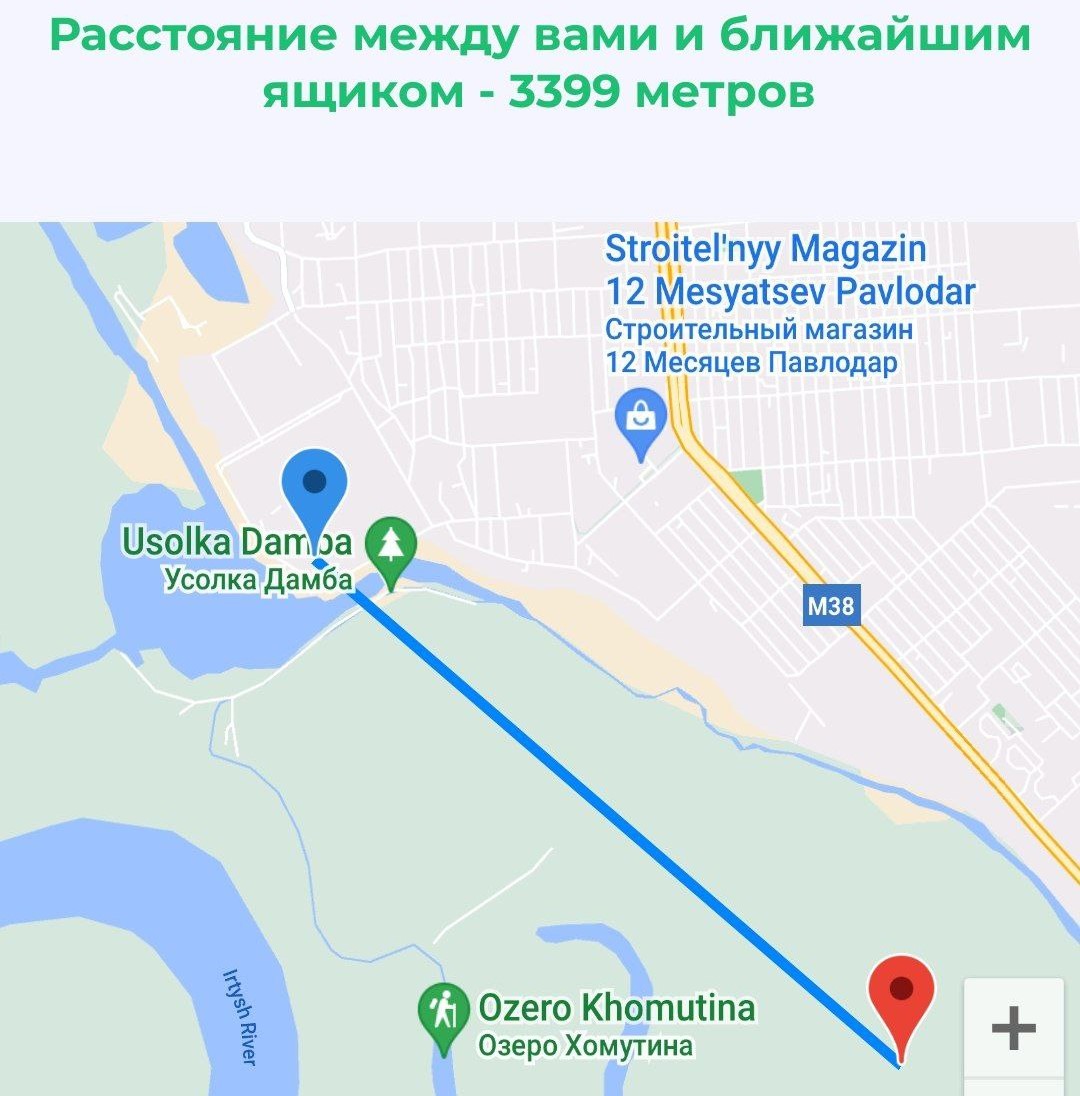 Расстояние между вами и ближайшим
ящиком - 3399 метров
Stroitel'nyy Magazin
12 Mesyatsev Pavlodar
Строительный магазин
12 Месяцев Павлодар
Usolka Damba
Усолка Дамба
M38
Irtysh River
Ozero Khomutina
Озеро Хомутина
+